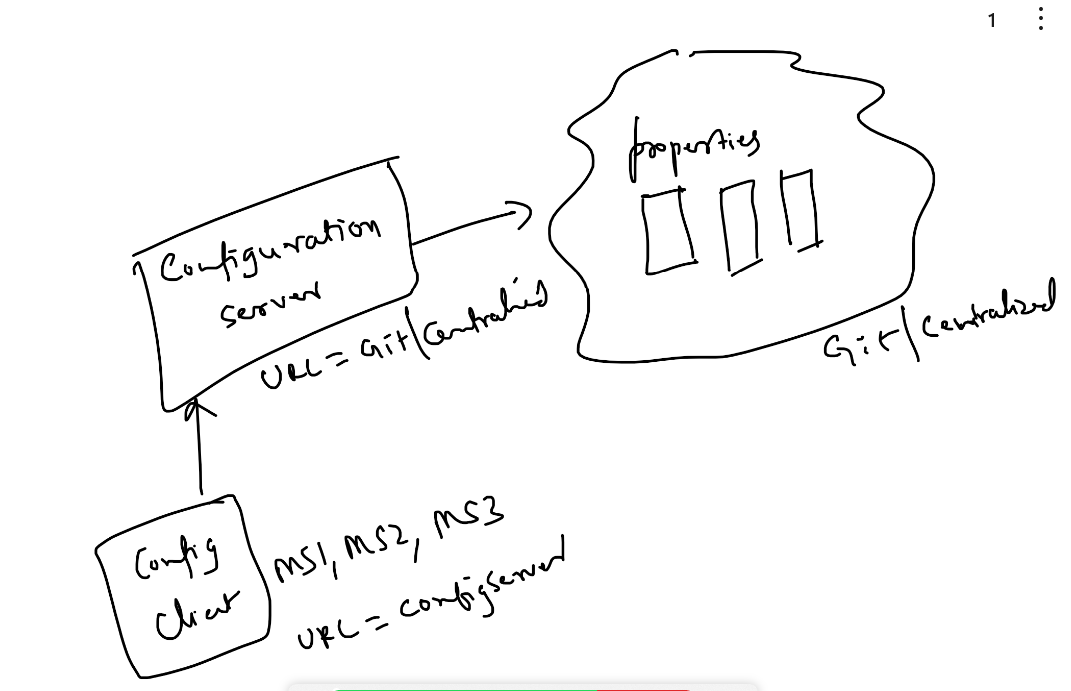 1
properties
Configuration
server
URL = Git/Centralized
Git/Centralized
Config
Client
MS1, MS2, MS3
URL = configserver